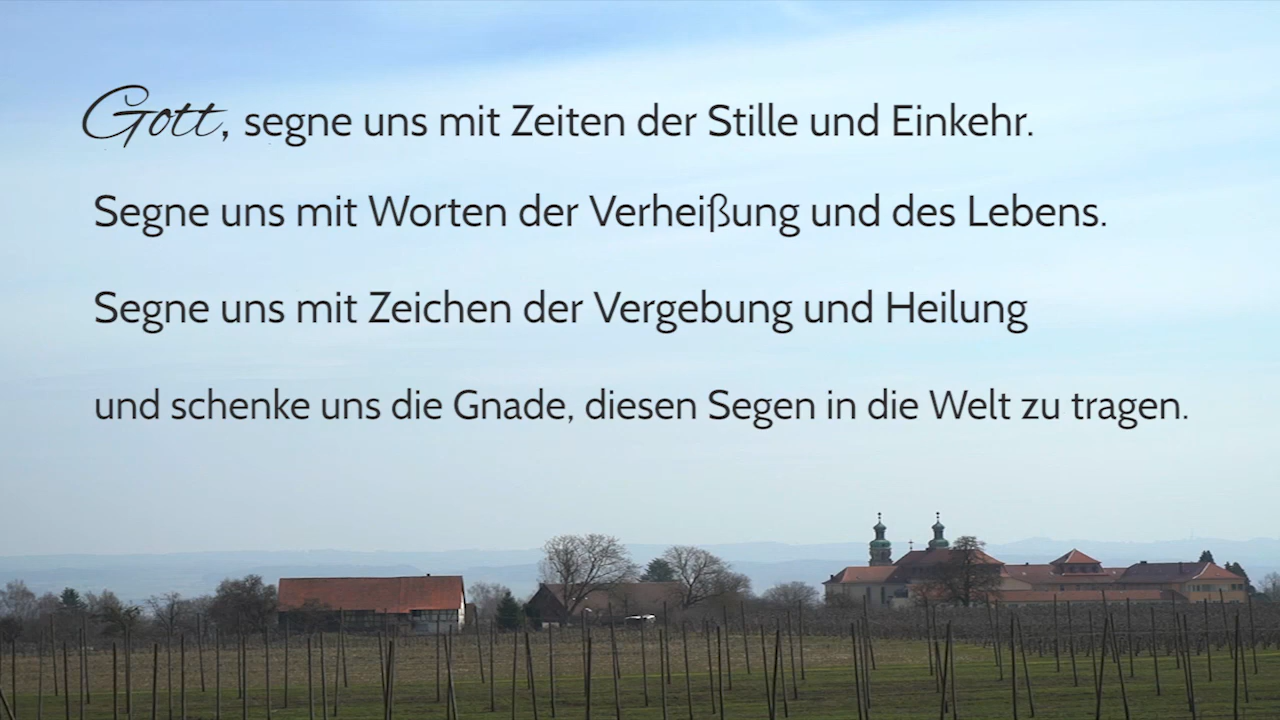 Gott, segne uns mit Zeiten der Stille und Einkehr.
Segne uns mit Worten der Verheißung und des Lebens.
Segne uns mit Zeichen der Vergebung und Heilung
und schenke uns die Gnade, diesen Segen in die Welt zu tragen.